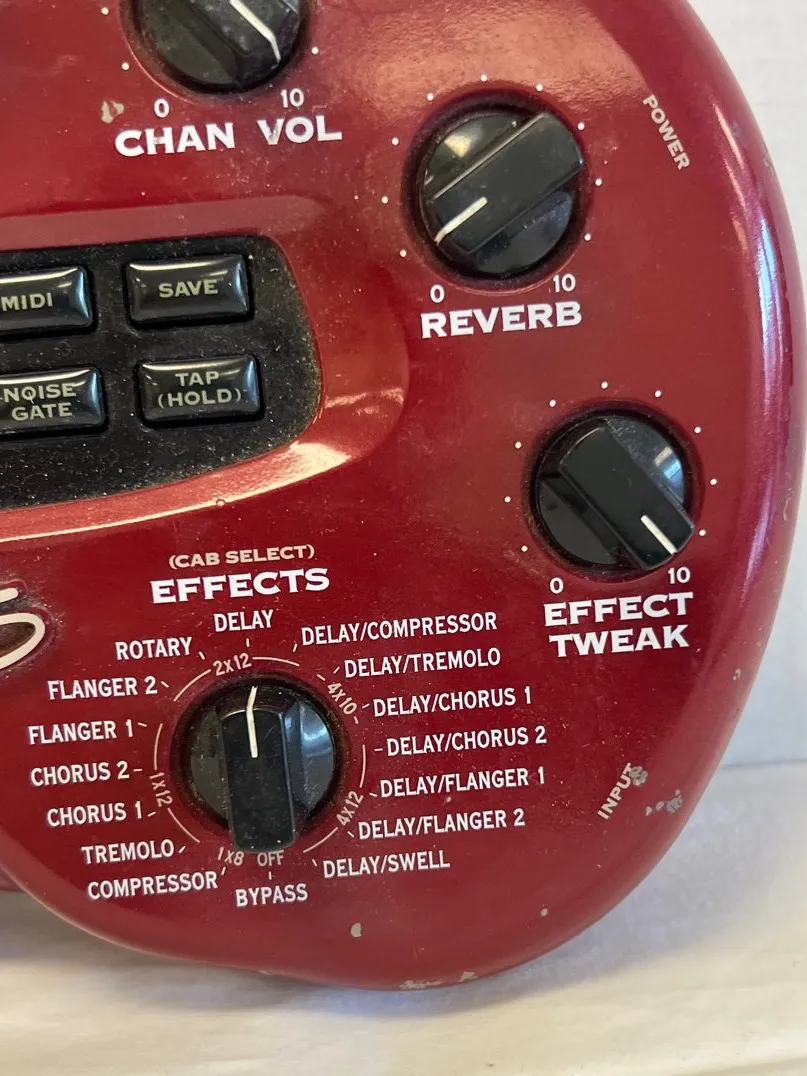 0 10
CHAN VOL
POWER
0 10
REVERB
MIDI
SAVE
NOISE
GATE
TAP
(HOLD)
0 10
EFFECT
TWEAK
(CAB SELECT)
EFFECTS
DELAY
DELAY/COMPRESSOR
ROTARY
DELAY/TREMOLO
FLANGER 2
DELAY/CHORUS 1
FLANGER 1
DELAY/CHORUS 2
CHORUS 2
DELAY/FLANGER 1
CHORUS 1
DELAY/FLANGER 2
TREMOLO
DELAY/SWELL
COMPRESSOR
BYPASS
2X12
4X10
1X12
4X12
1X8
OFF
INPUT